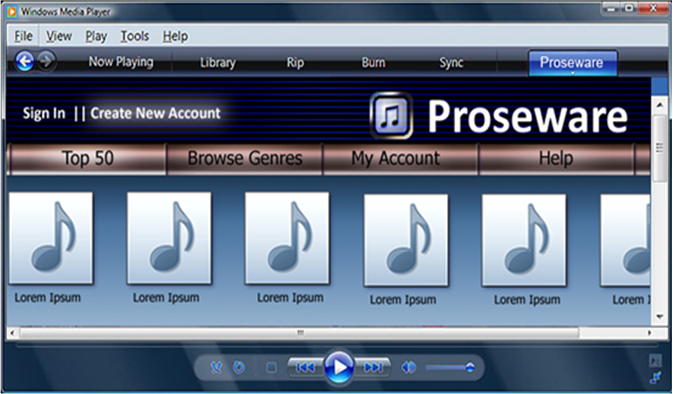 Windows Media Player
File View Play Tools Help
Now Playing Library Rip Burn Sync Proseware
Sign In || Create New Account
Proseware
Top 50 Browse Genres My Account Help
Lorem Ipsum Lorem Ipsum Lorem Ipsum Lorem Ipsum Lorem Ipsum Lorem